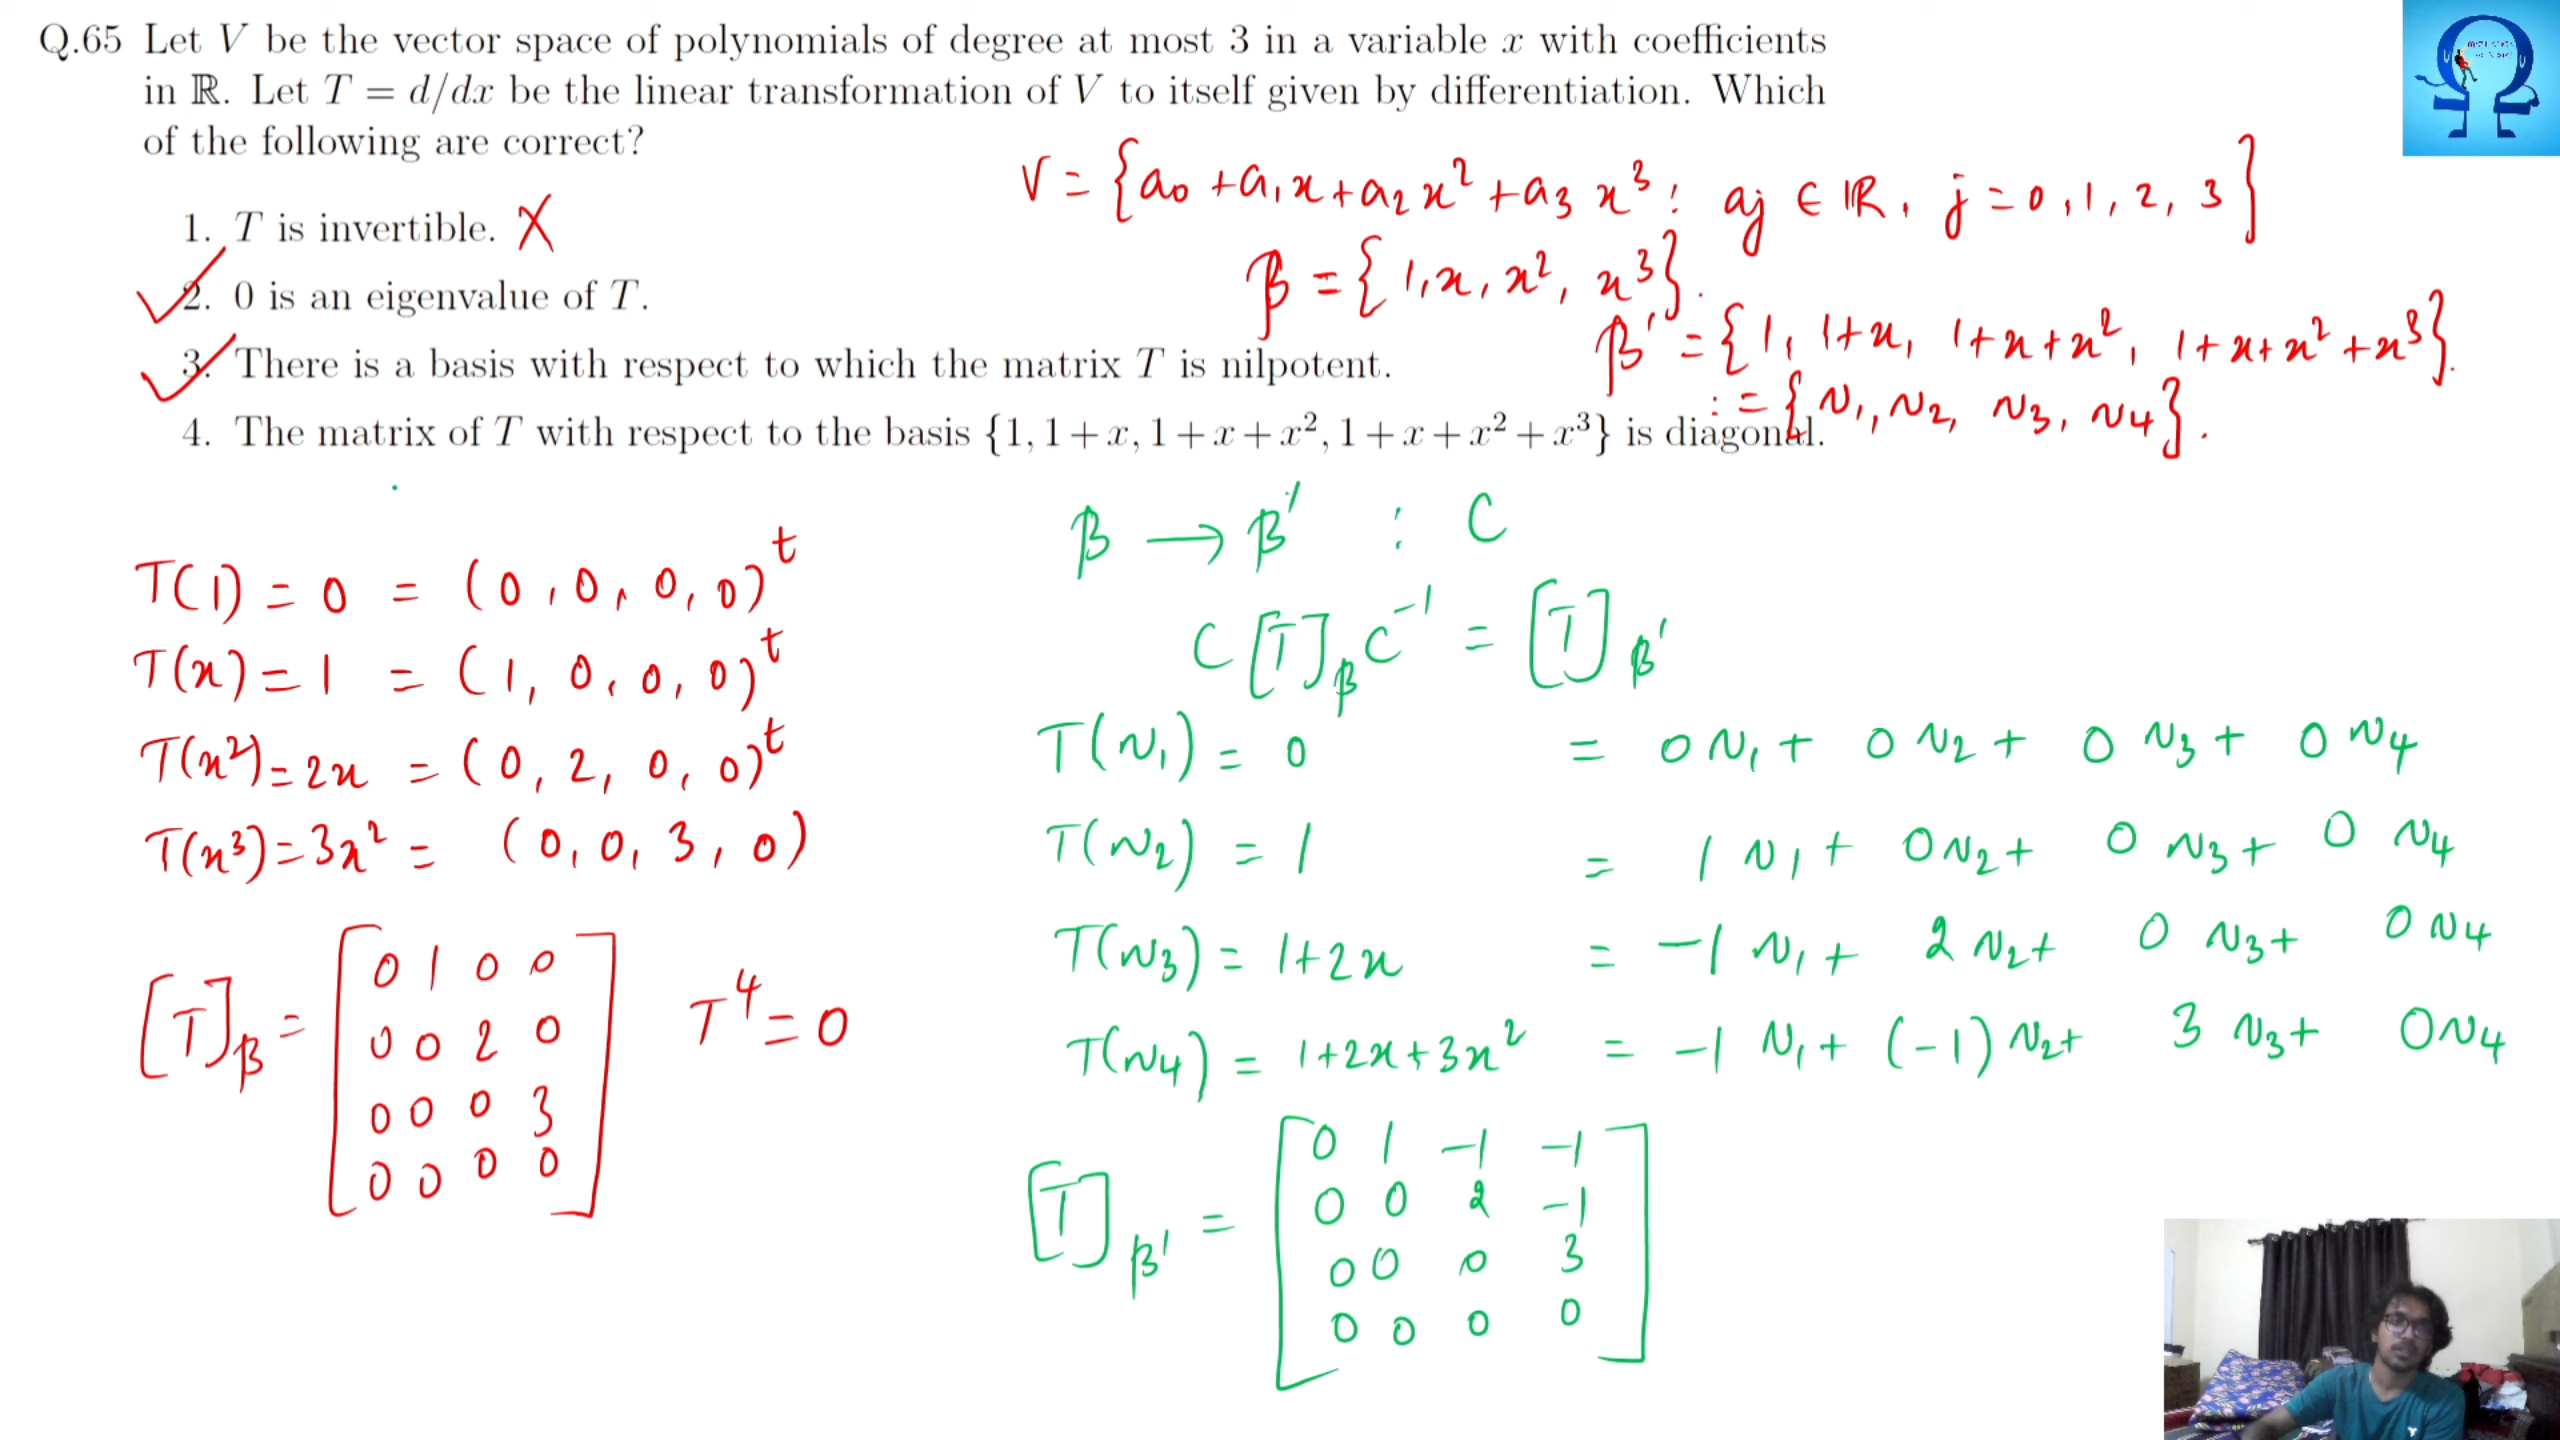 Q.65 Let V be the vector space of polynomials of degree at most 3 in a variable x with coefficients
in ℝ. Let T = d/dx be the linear transformation of V to itself given by differentiation. Which
of the following are correct?
1. T is invertible. X
2. 0 is an eigenvalue of T.
3. There is a basis with respect to which the matrix T is nilpotent.
4. The matrix of T with respect to the basis {1, 1 + x, 1 + x + x², 1 + x + x² + x³} is diagonal.
V = {a₀ + a₁x + a₂x² + a₃x³ : aⱼ ∈ ℝ, j = 0, 1, 2, 3}
β = {1, x, x², x³}.
β' = {1, 1+x, 1+x+x², 1+x+x²+x³}.
:= {v₁, v₂, v₃, v₄}.
T(1) = 0 = (0, 0, 0, 0)ᵗ
T(x) = 1 = (1, 0, 0, 0)ᵗ
T(x²) = 2x = (0, 2, 0, 0)ᵗ
T(x³) = 3x² = (0, 0, 3, 0)
[T]β = [0 1 0 0
0 0 2 0
0 0 0 3
0 0 0 0]
T⁴ = 0
β → β' : C
C [T]β C⁻¹ = [T]β'
T(v₁) = 0 = 0v₁ + 0v₂ + 0v₃ + 0v₄
T(v₂) = 1 = 1v₁ + 0v₂ + 0v₃ + 0v₄
T(v₃) = 1+2x = -1v₁ + 2v₂ + 0v₃ + 0v₄
T(v₄) = 1+2x+3x² = -1v₁ + (-1)v₂ + 3v₃ + 0v₄
[T]β' = [0 1 -1 -1
0 0 2 -1
0 0 0 3
0 0 0 0]